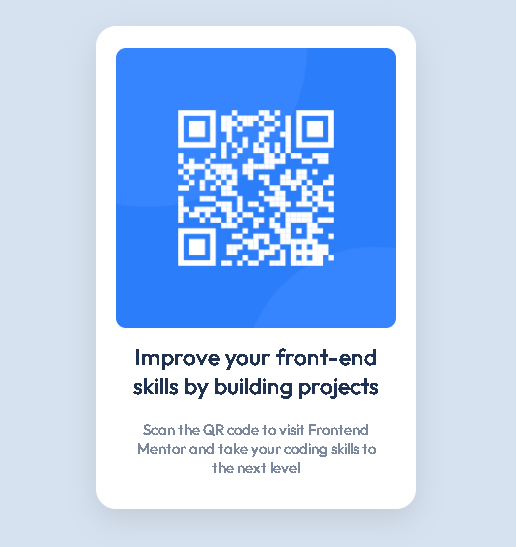 Improve your front-end
skills by building projects
Scan the QR code to visit Frontend
Mentor and take your coding skills to
the next level